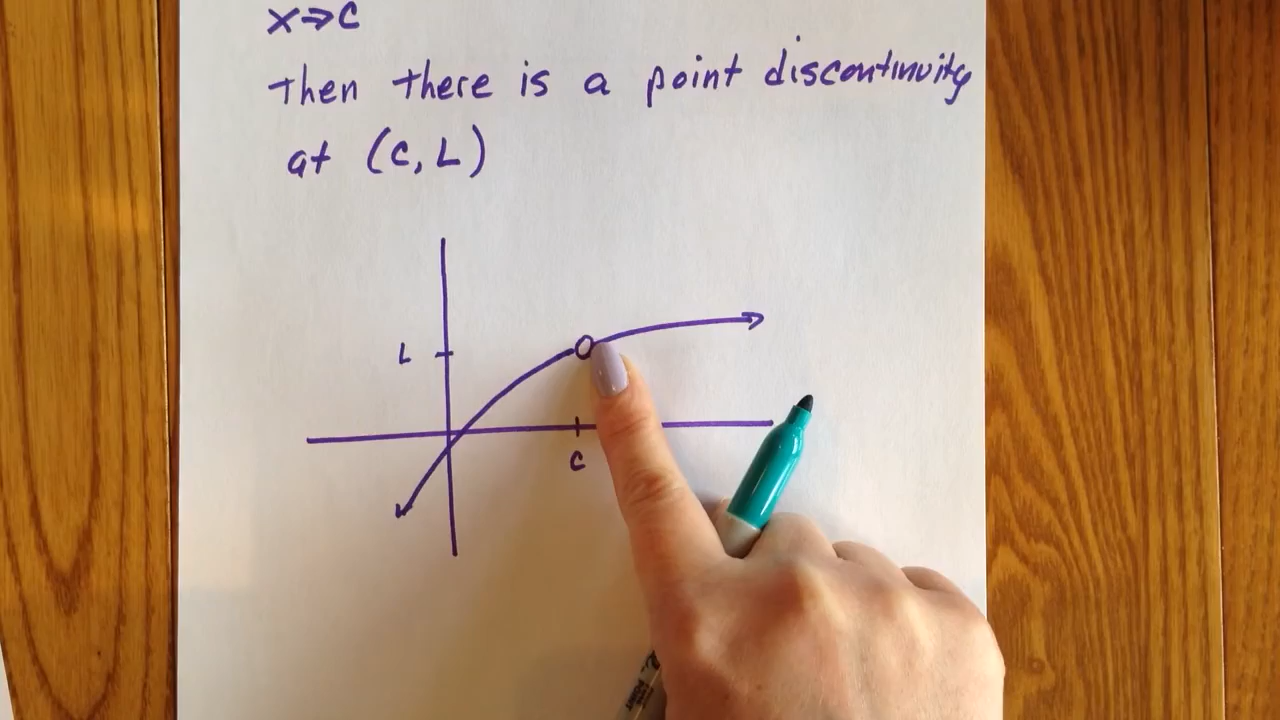 x→c
Then there is a point discontinuity
at (c, L)
L
c